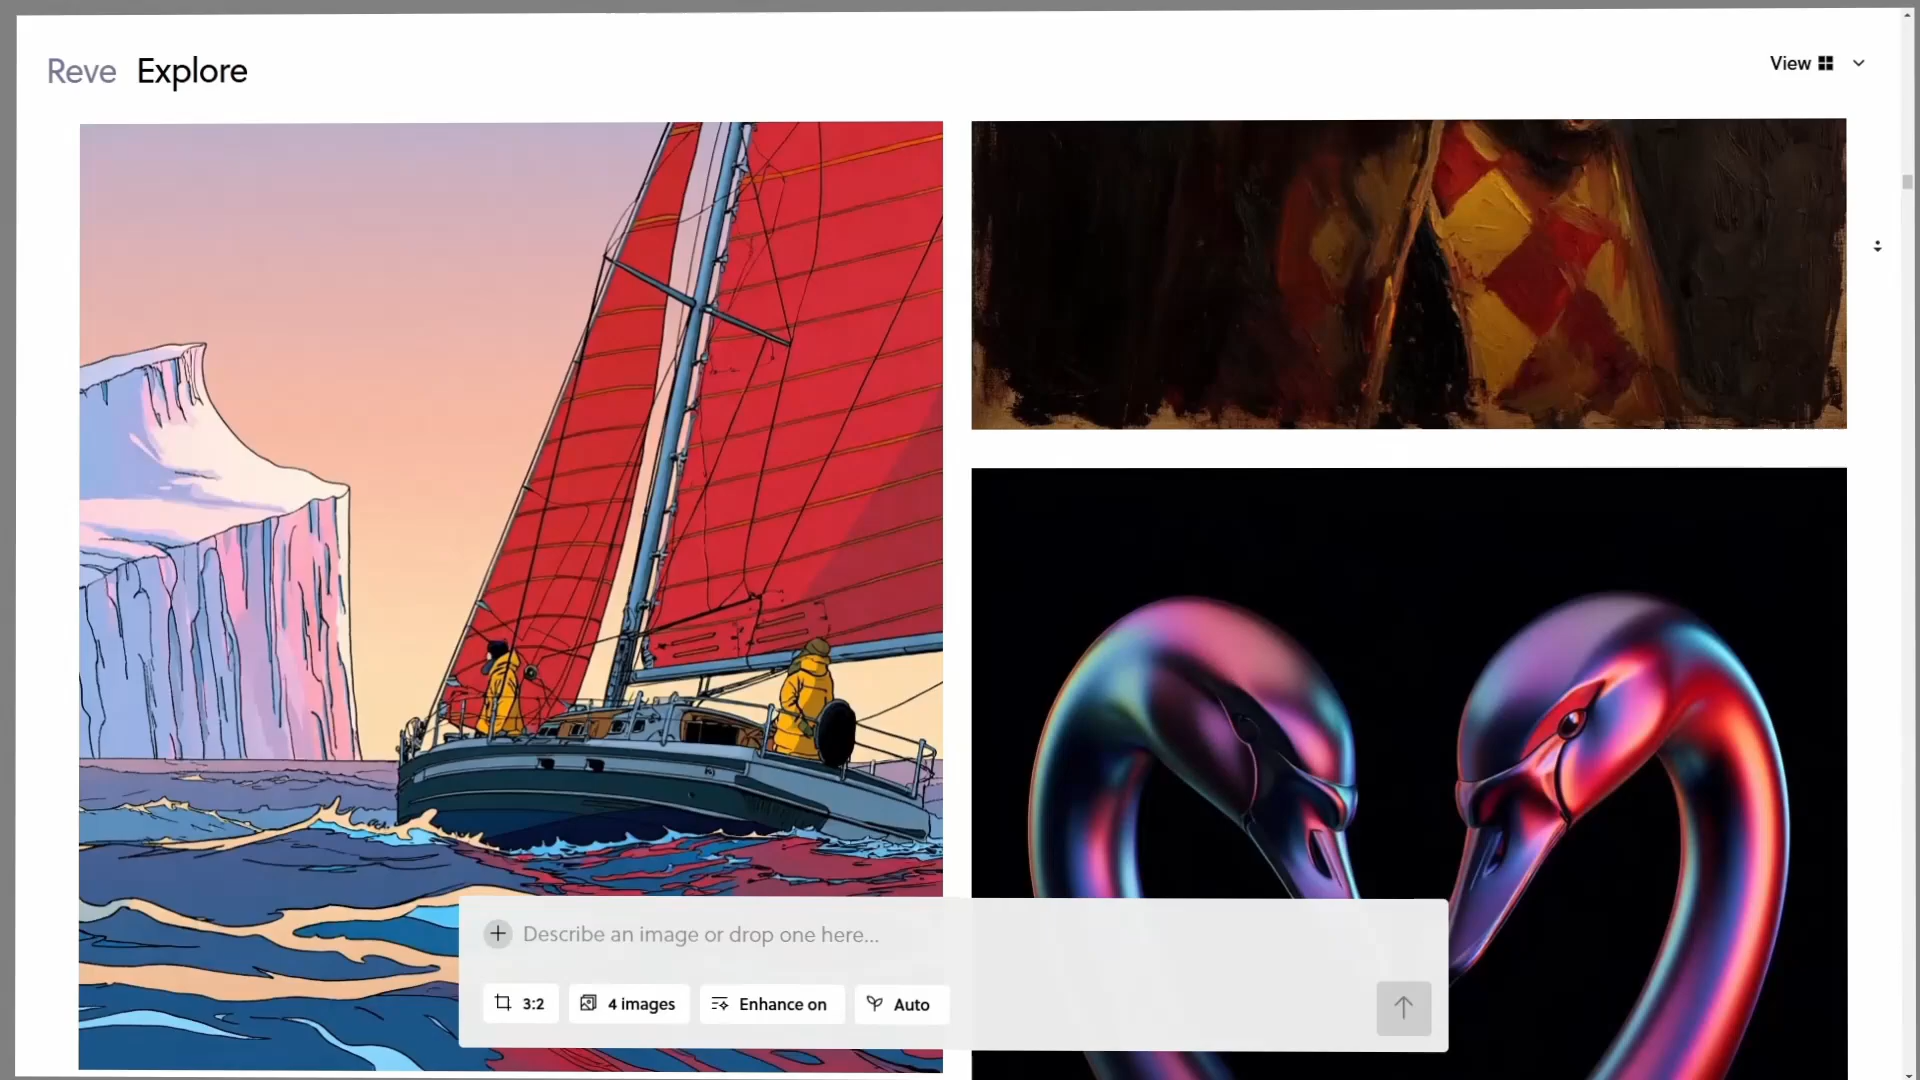 Reve Explore
View
Describe an image or drop one here...
3:2 4 images Enhance on Auto